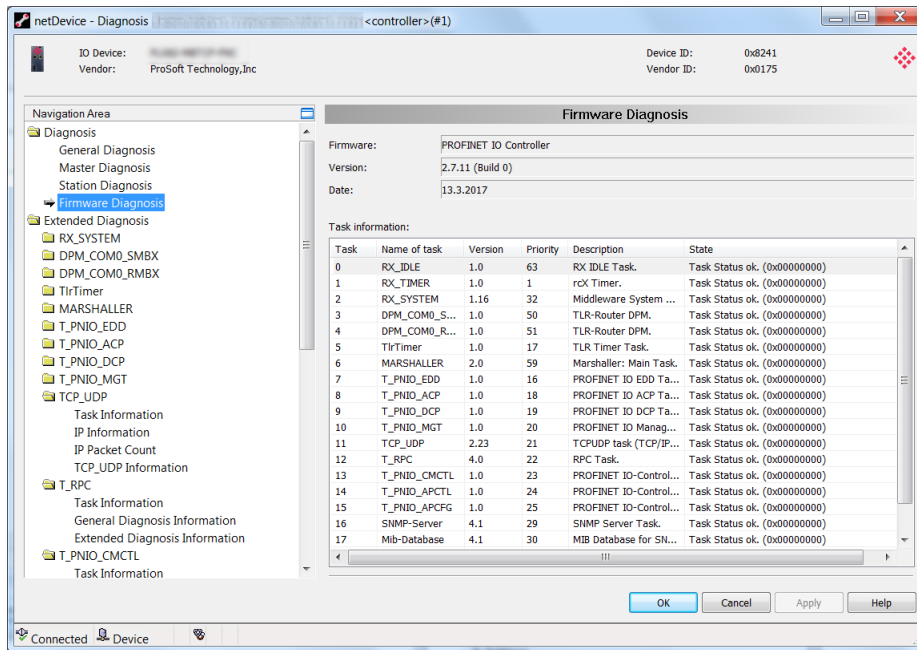 netDevice - Diagnosis <controller>(#1)
IO Device:
Vendor: ProSoft Technology,Inc
Device ID: 0x8241
Vendor ID: 0x0175
Navigation Area
Diagnosis
General Diagnosis
Master Diagnosis
Station Diagnosis
Firmware Diagnosis
Extended Diagnosis
RX_SYSTEM
DPM_COM0_SMBX
DPM_COM0_RMBX
TlrTimer
MARSHALLER
T_PNIO_EDD
T_PNIO_ACP
T_PNIO_DCP
T_PNIO_MGT
TCP_UDP
Task Information
IP Information
IP Packet Count
TCP_UDP Information
T_RPC
Task Information
General Diagnosis Information
Extended Diagnosis Information
T_PNIO_CMCTL
Task Information
Firmware Diagnosis
Firmware: PROFINET IO Controller
Version: 2.7.11 (Build 0)
Date: 13.3.2017
Task information:
Task Name of task Version Priority Description State
0 RX_IDLE 1.0 63 RX IDLE Task. Task Status ok. (0x00000000)
1 RX_TIMER 1.0 1 rcX Timer. Task Status ok. (0x00000000)
2 RX_SYSTEM 1.16 32 Middleware System ... Task Status ok. (0x00000000)
3 DPM_COM0_S... 1.0 50 TLR-Router DPM. Task Status ok. (0x00000000)
4 DPM_COM0_R... 1.0 51 TLR-Router DPM. Task Status ok. (0x00000000)
5 TlrTimer 1.0 17 TLR Timer Task. Task Status ok. (0x00000000)
6 MARSHALLER 2.0 59 Marshaller: Main Task. Task Status ok. (0x00000000)
7 T_PNIO_EDD 1.0 16 PROFINET IO EDD Ta... Task Status ok. (0x00000000)
8 T_PNIO_ACP 1.0 18 PROFINET IO ACP Ta... Task Status ok. (0x00000000)
9 T_PNIO_DCP 1.0 19 PROFINET IO DCP Ta... Task Status ok. (0x00000000)
10 T_PNIO_MGT 1.0 20 PROFINET IO Manag... Task Status ok. (0x00000000)
11 TCP_UDP 2.23 21 TCPUDP task (TCP/IP... Task Status ok. (0x00000000)
12 T_RPC 4.0 22 RPC Task. Task Status ok. (0x00000000)
13 T_PNIO_CMCTL 1.0 23 PROFINET IO-Control... Task Status ok. (0x00000000)
14 T_PNIO_APCTL 1.0 24 PROFINET IO-Control... Task Status ok. (0x00000000)
15 T_PNIO_APCFG 1.0 25 PROFINET IO-Control... Task Status ok. (0x00000000)
16 SNMP-Server 4.1 29 SNMP Server Task. Task Status ok. (0x00000000)
17 Mib-Database 4.1 30 MIB Database for SN... Task Status ok. (0x00000000)
OK Cancel Apply Help
Connected Device